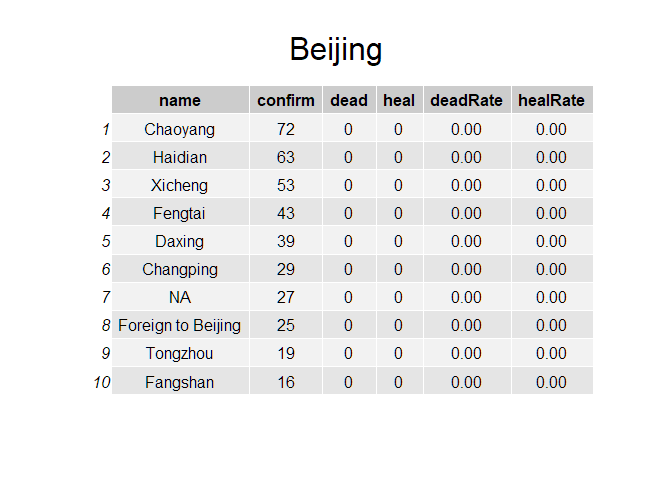 Beijing
name confirm dead heal deadRate healRate
1 Chaoyang 72 0 0 0.00 0.00
2 Haidian 63 0 0 0.00 0.00
3 Xicheng 53 0 0 0.00 0.00
4 Fengtai 43 0 0 0.00 0.00
5 Daxing 39 0 0 0.00 0.00
6 Changping 29 0 0 0.00 0.00
7 NA 27 0 0 0.00 0.00
8 Foreign to Beijing 25 0 0 0.00 0.00
9 Tongzhou 19 0 0 0.00 0.00
10 Fangshan 16 0 0 0.00 0.00